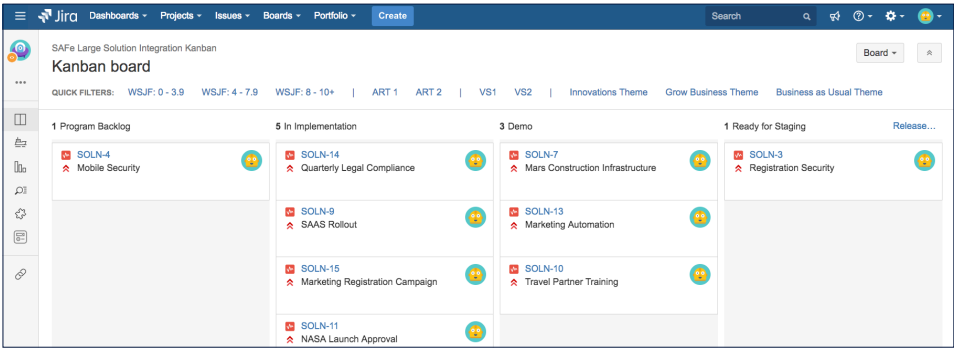 Jira Dashboards Projects Issues Boards Portfolio Create Search
SAFe Large Solution Integration Kanban
Kanban board
Board
QUICK FILTERS: WSJF: 0 - 3.9 WSJF: 4 - 7.9 WSJF: 8 - 10+ | ART 1 ART 2 | VS1 VS2 | Innovations Theme Grow Business Theme Business as Usual Theme
1 Program Backlog 5 In Implementation 3 Demo 1 Ready for Staging Release…
SOLN-4 SOLN-14 SOLN-7 SOLN-3
Mobile Security Quarterly Legal Compliance Mars Construction Infrastructure Registration Security
SOLN-9 SOLN-13
SAAS Rollout Marketing Automation
SOLN-15 SOLN-10
Marketing Registration Campaign Travel Partner Training
SOLN-11
NASA Launch Approval